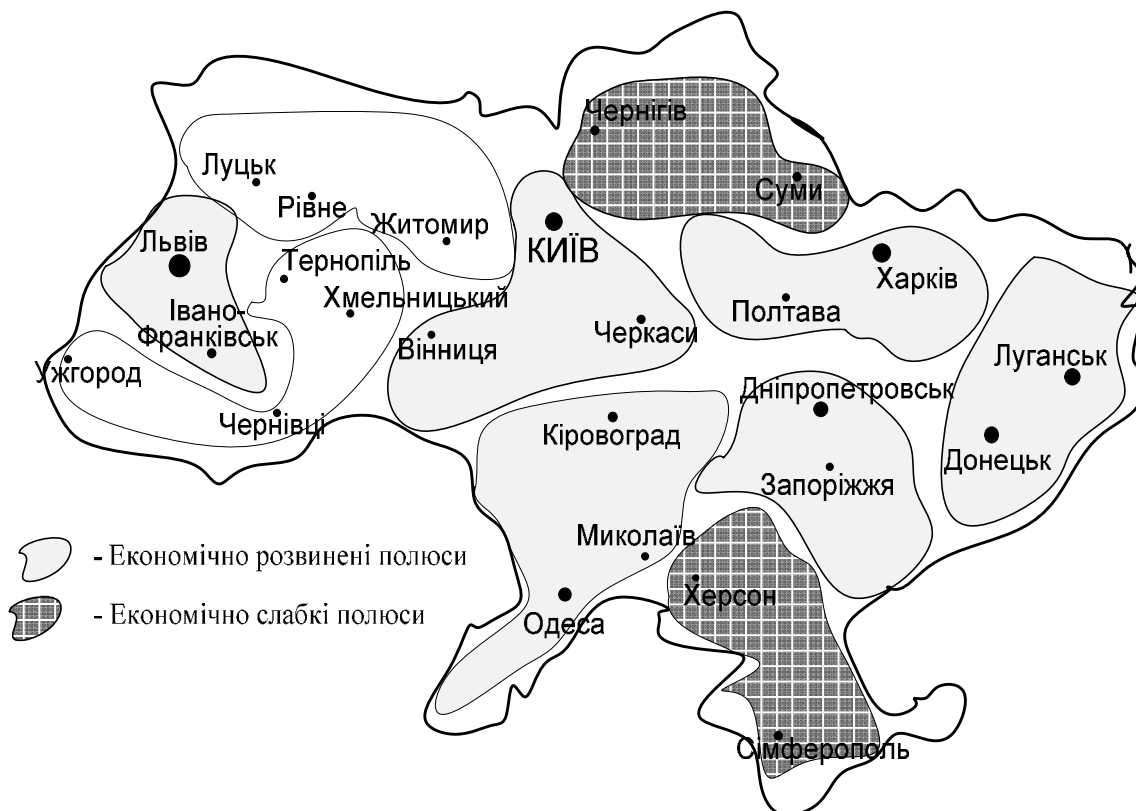 Чернігів
Луцьк
Суми
Рівне
Житомир
КИЇВ
Львів
Тернопіль
Харків
Хмельницький
Івано-
Франківськ
Полтава
Черкаси
Вінниця
Луганськ
Ужгород
Дніпропетровськ
Чернівці
Кіровоград
Донецьк
Запоріжжя
Миколаїв
- Економічно розвинені полюси
Херсон
- Економічно слабкі полюси
Одеса
Сімферополь